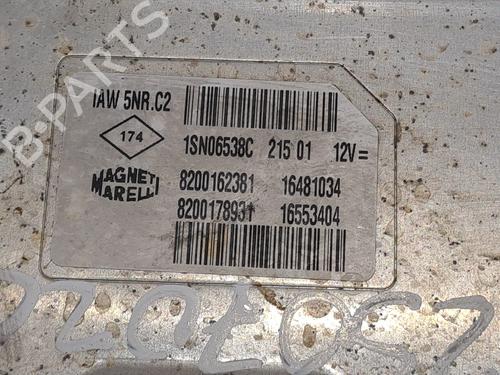 B-PARTS
IAW 5NR.C2
174
1SN06538C 215 01 12V=
MAGNETI MARELLI
8200162381 16481034
8200178931 16553404